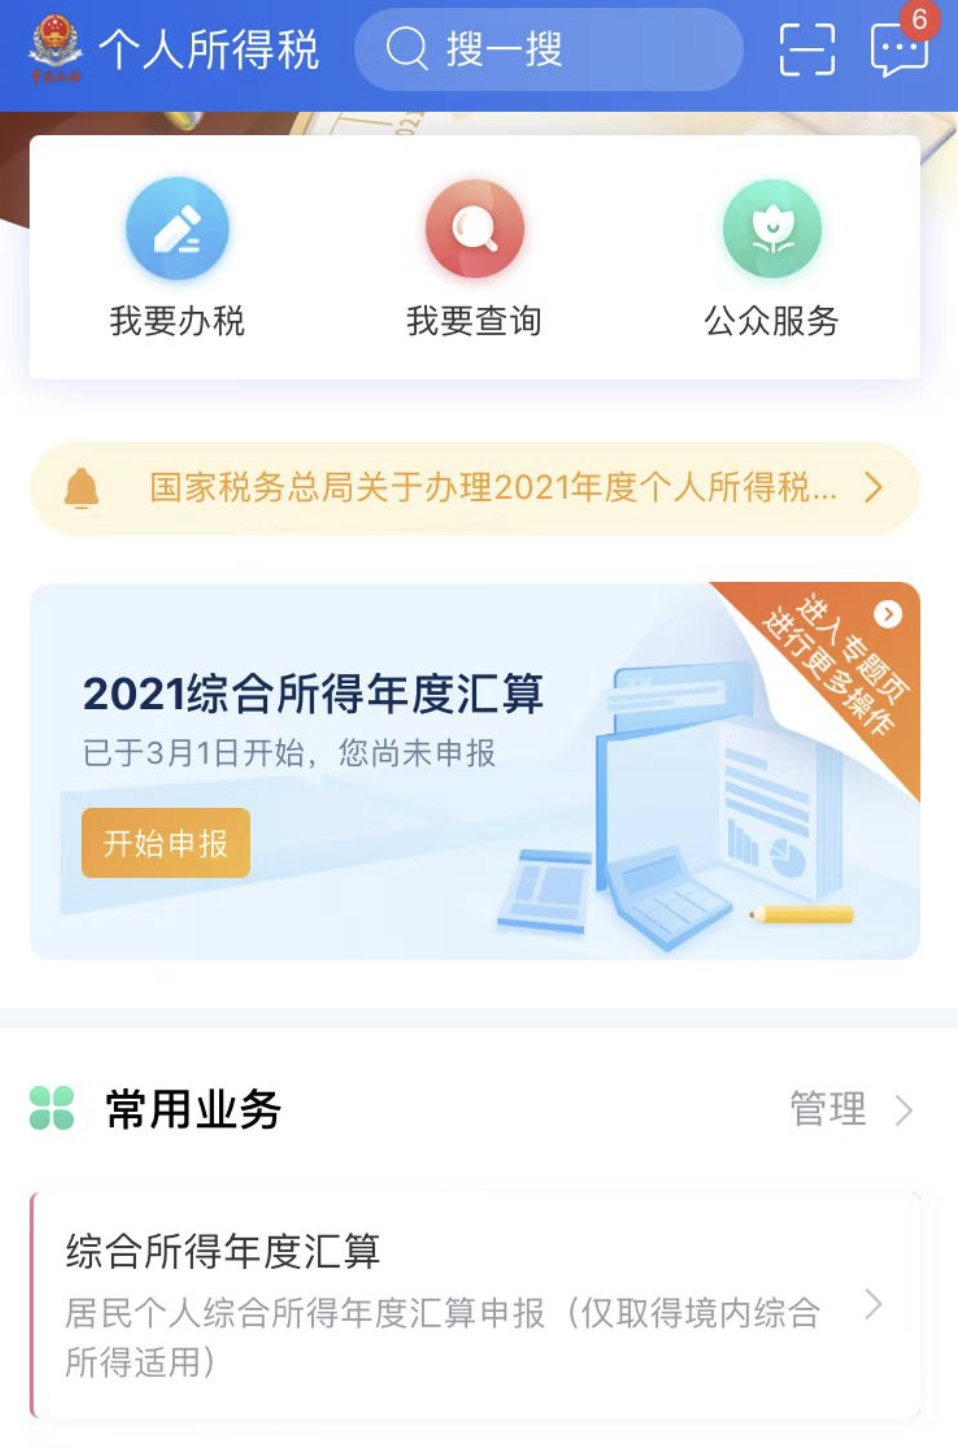 个人所得税
搜一搜
6
我要办税
我要查询
公众服务
国家税务总局关于办理2021年度个人所得税...
进入专题页
进行更多操作
2021综合所得年度汇算
已于3月1日开始，您尚未申报
开始申报
常用业务
管理
综合所得年度汇算
居民个人综合所得年度汇算申报（仅取得境内综合
所得适用）